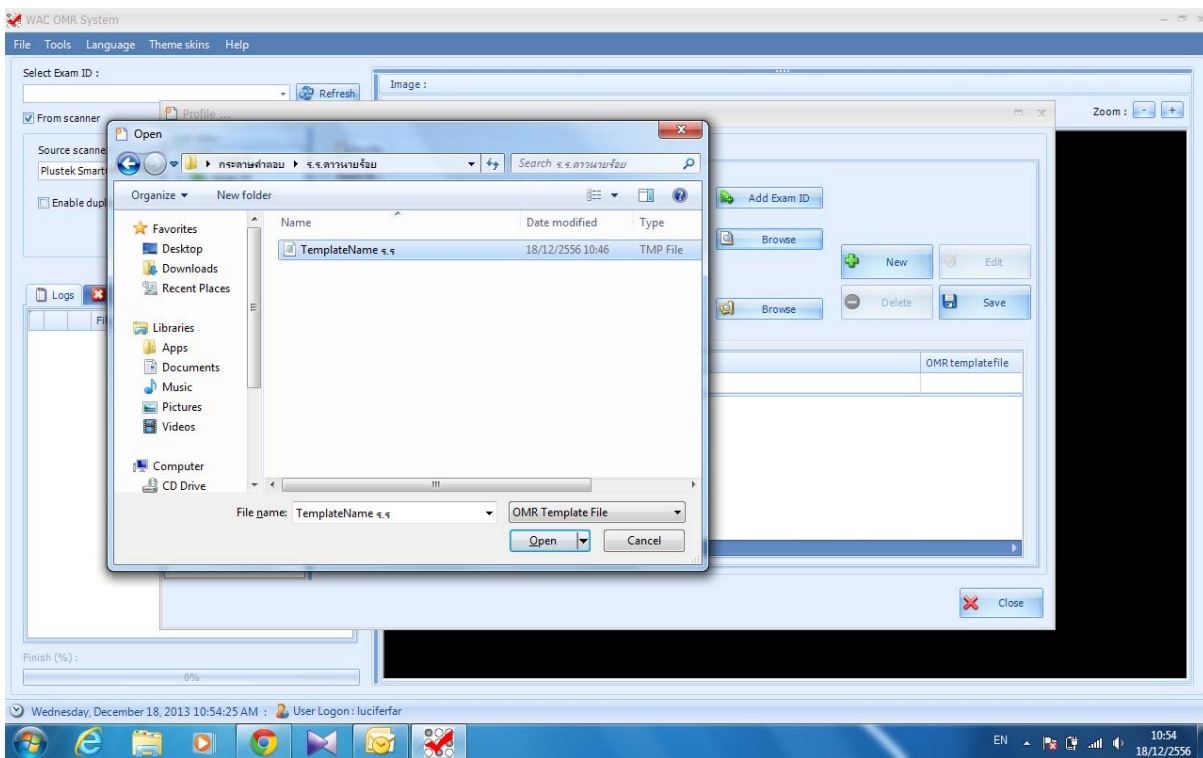 WAC OMR System
File Tools Language Theme skins Help
Select Exam ID :
Refresh
Image :
From scanner
Profile ...
Zoom : - +
Open
Source scanne
Plustek Smart
กระดาษคำตอบ ร.ร.ดาวนายร้อย
Search ร.ร.ดาวนายร้อย
Organize New folder
Enable dupl
Add Exam ID
Name Date modified Type
Favorites
Desktop
Downloads
Recent Places
TemplateName ร.ร 18/12/2556 10:46 TMP File
Browse
New Edit
Logs
Delete Save
Browse
Fil
Libraries
Apps
Documents
Music
Pictures
Videos
OMR templatefile
Computer
CD Drive
File name: TemplateName ร.ร
OMR Template File
Open Cancel
Close
Finish (%) :
0%
Wednesday, December 18, 2013 10:54:25 AM : User Logon : luciferfar
EN
10:54
18/12/2556